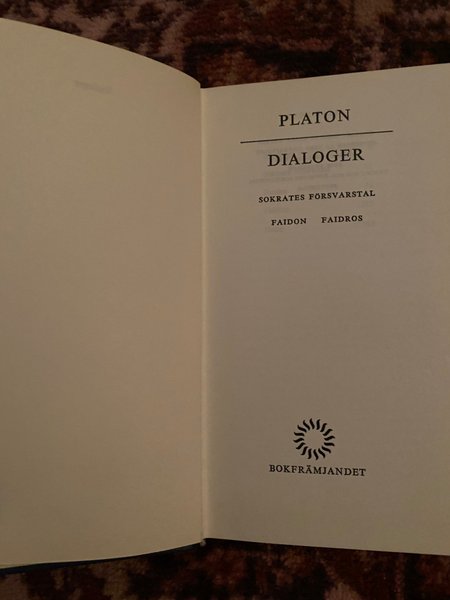 PLATON
DIALOGER
SOKRATES FÖRSVARSTAL
FAIDON FAIDROS
BOKFRÄMJANDET